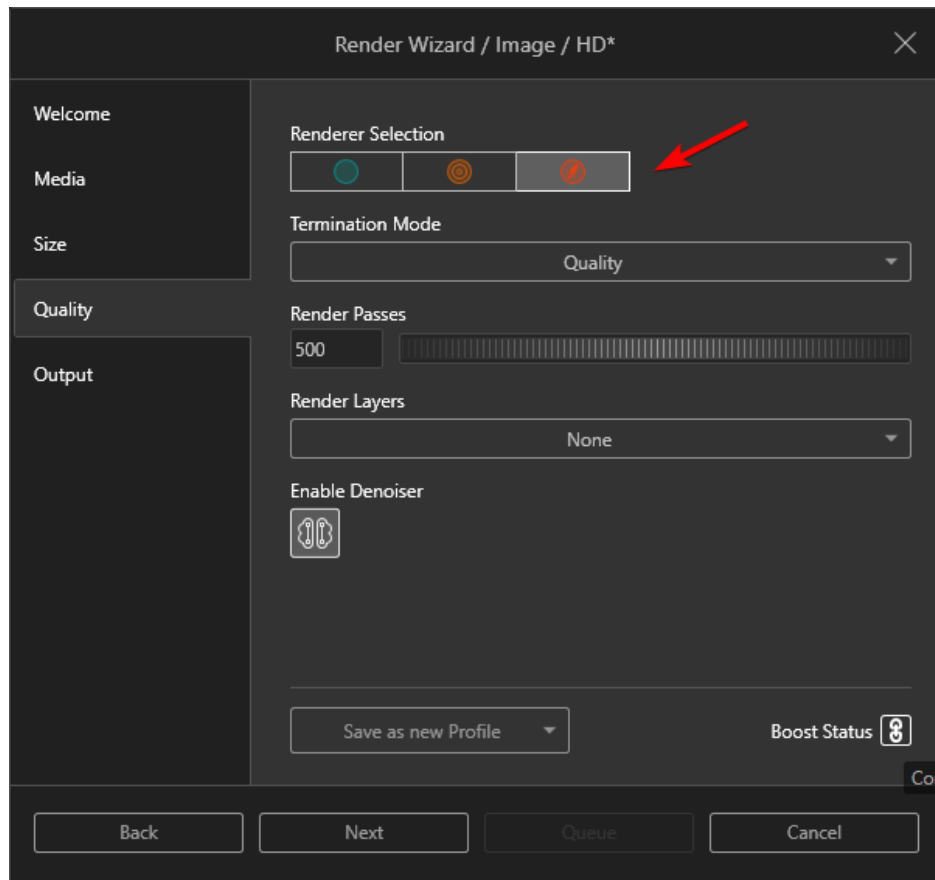 Render Wizard / Image / HD*
Welcome
Media
Size
Quality
Output
Renderer Selection
Termination Mode
Quality
Render Passes
500
Render Layers
None
Enable Denoiser
Save as new Profile
Boost Status
Co
Back
Next
Queue
Cancel